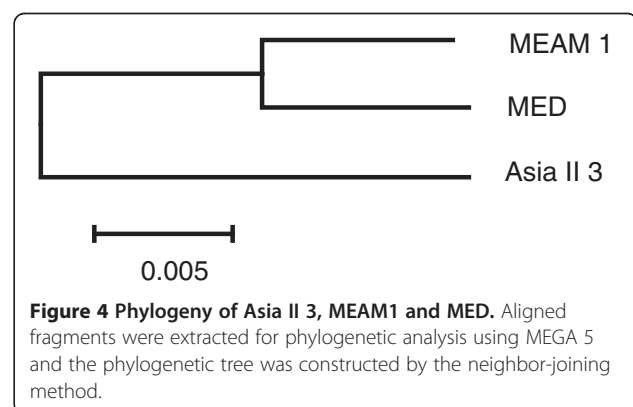 MEAM 1
MED
Asia II 3
0.005
Figure 4 Phylogeny of Asia II 3, MEAM1 and MED. Aligned
fragments were extracted for phylogenetic analysis using MEGA 5
and the phylogenetic tree was constructed by the neighbor-joining
method.